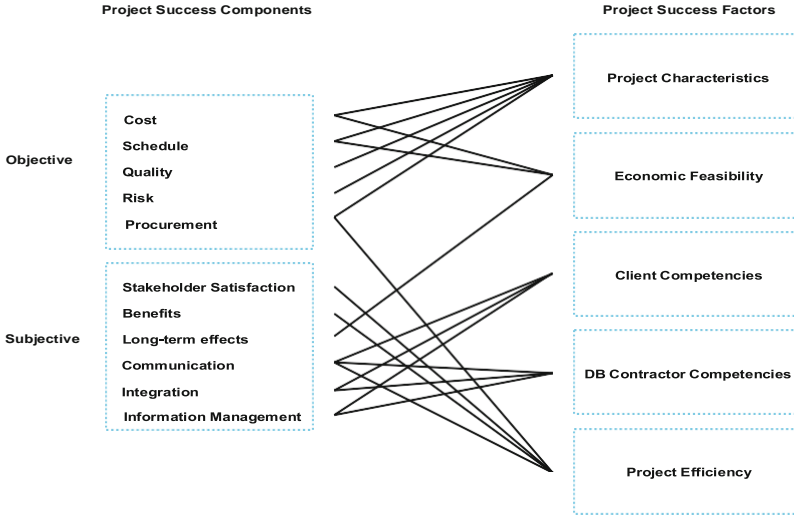 Project Success Components
Project Success Factors
Objective
Cost
Schedule
Quality
Risk
Procurement
Subjective
Stakeholder Satisfaction
Benefits
Long-term effects
Communication
Integration
Information Management
Project Characteristics
Economic Feasibility
Client Competencies
DB Contractor Competencies
Project Efficiency